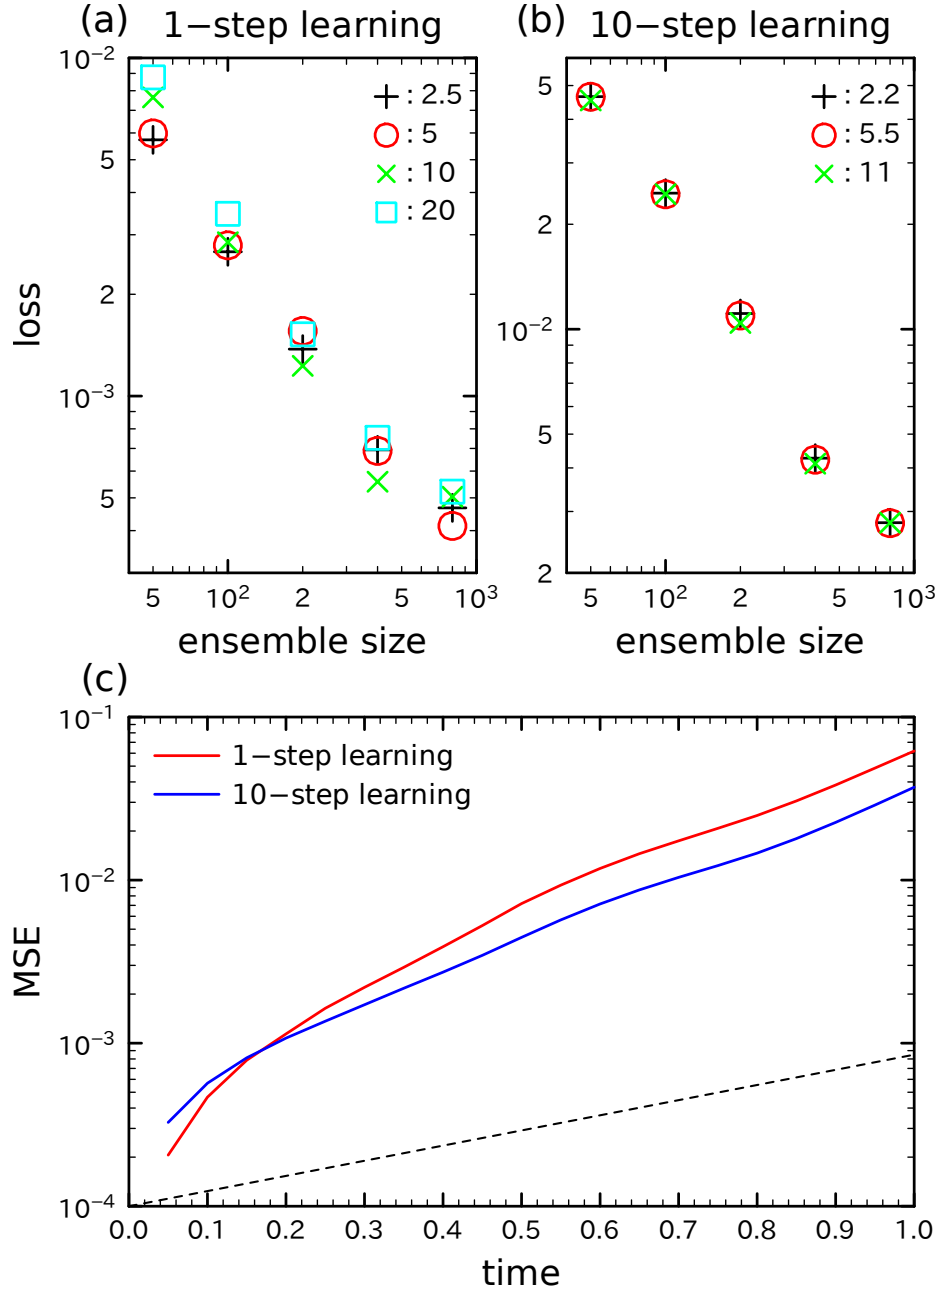 (a) 1−step learning
10⁻²
5
2
10⁻³
5
loss
: 2.5
: 5
: 10
: 20
5 10² 2 5 10³
ensemble size
(b) 10−step learning
5
2
10⁻²
5
2
: 2.2
: 5.5
: 11
5 10² 2 5 10³
ensemble size
(c)
10⁻¹
10⁻²
10⁻³
10⁻⁴
MSE
1−step learning
10−step learning
0.0 0.1 0.2 0.3 0.4 0.5 0.6 0.7 0.8 0.9 1.0
time